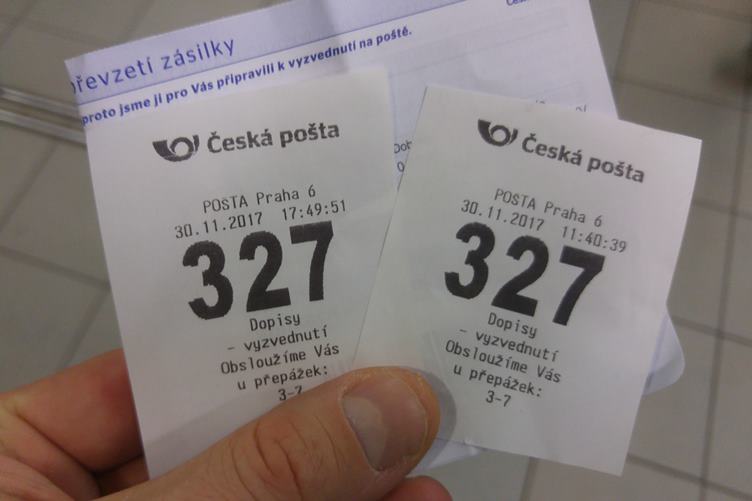 převzetí zásilky
proto jsme ji pro Vás připravili k vyzvednutí na poště.
Česká pošta
POSTA Praha 6
30.11.2017 17:49:51
327
Dopisy
- vyzvednutí
Obsloužíme Vás
u přepážek:
3-7
Česká pošta
POSTA Praha 6
30.11.2017 11:40:39
327
Dopisy
- vyzvednutí
Obsloužíme Vás
u přepážek:
3-7